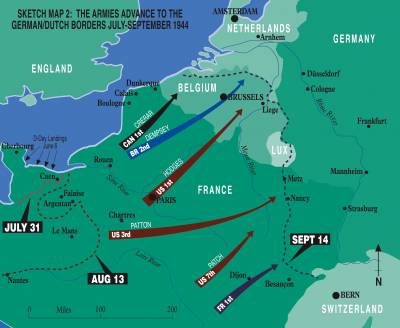 SKETCH MAP 2: THE ARMIES ADVANCE TO THE
GERMAN/DUTCH BORDERS JULY-SEPTEMBER 1944
AMSTERDAM
NETHERLANDS
Arnhem
GERMANY
ENGLAND
Dunkerque
Calais
Boulogne
BELGIUM
BRUSSELS
Düsseldorf
Cologne
Rhine River
Liege
Frankfurt
D-Day Landings
June 6
Cherbourg
Caen
Rouen
CRERAR
CAN 1st
DEMPSEY
BR 2nd
HODGES
US 1st
LUX
Seine River
PARIS
Falaise
Argentan
FRANCE
Metz
Nancy
Mannheim
Strasburg
Chartres
PATTON
US 3rd
JULY 31
Le Mans
AUG 13
SEPT 14
PATCH
US 7th
FR 1st
Dijon
Besançon
Nantes
BERN
SWITZERLAND
N
0 Miles 100 200